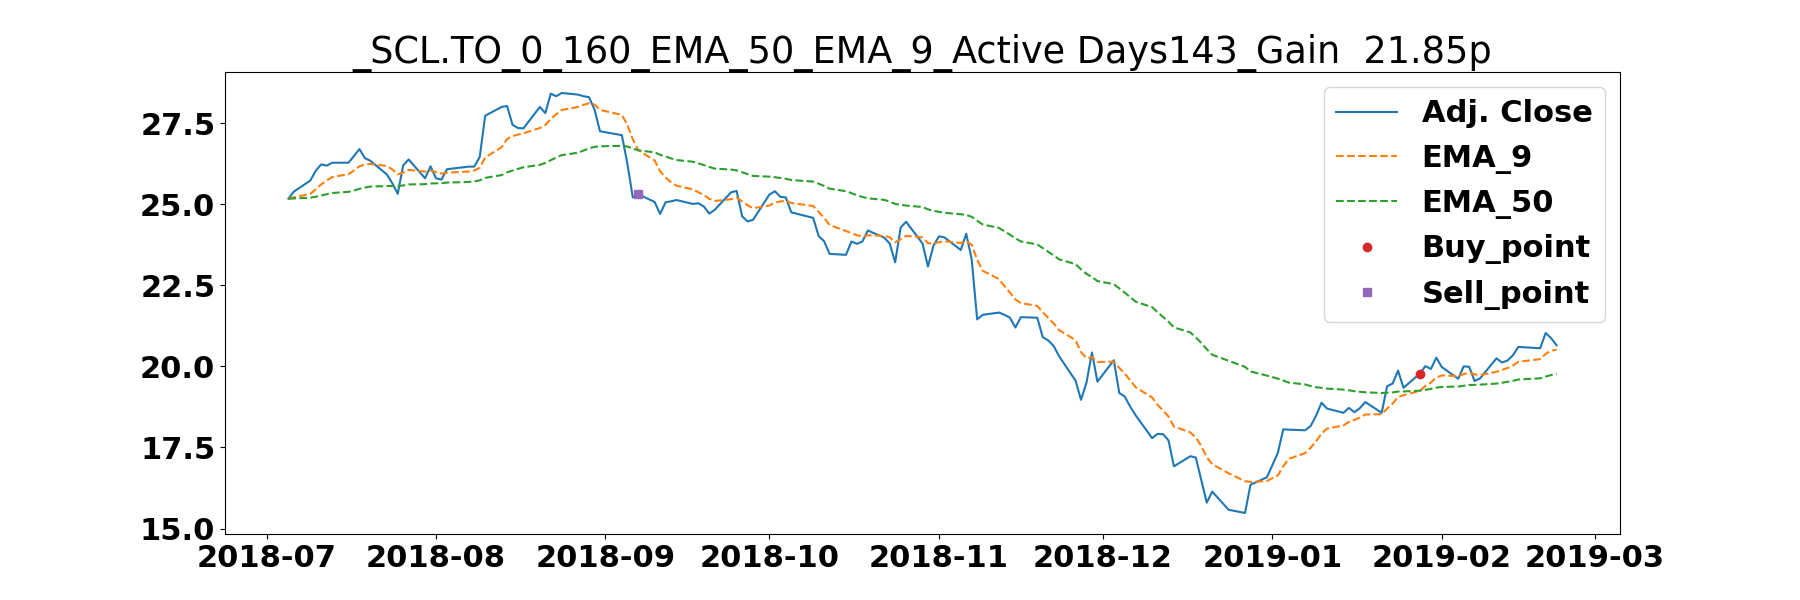 _SCL.TO_0_160_EMA_50_EMA_9_Active Days143_Gain  21.85p
27.5
25.0
22.5
20.0
17.5
15.0
Adj. Close
EMA_9
EMA_50
Buy_point
Sell_point
2018-07 2018-08 2018-09 2018-10 2018-11 2018-12 2019-01 2019-02 2019-03